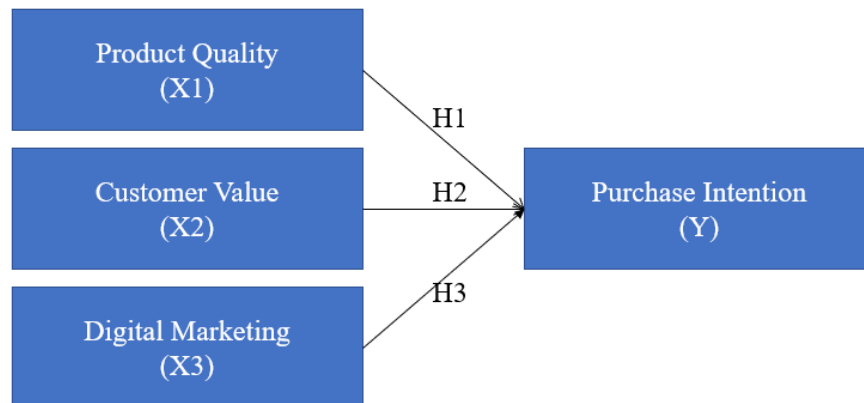 Product Quality
(X1)
H1
Customer Value
(X2)
H2
Purchase Intention
(Y)
H3
Digital Marketing
(X3)